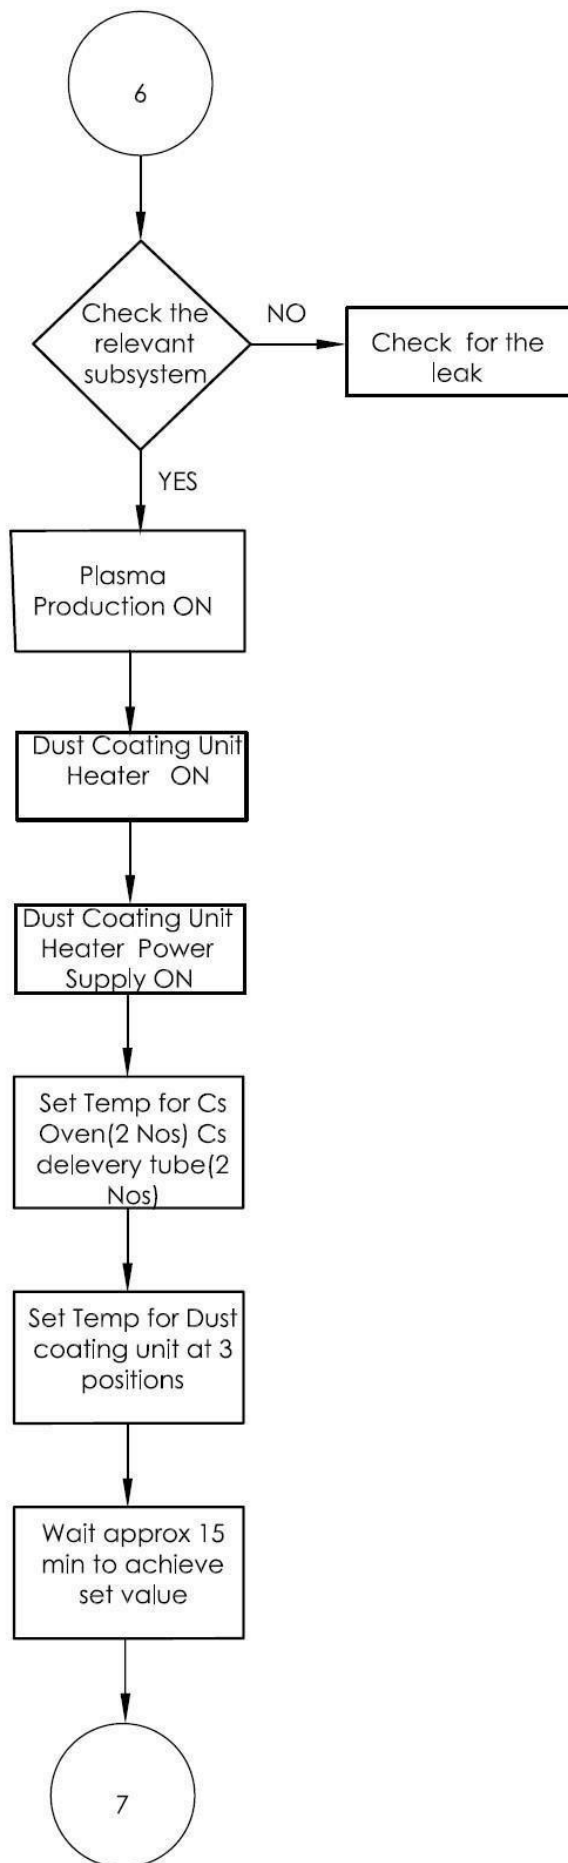 6
Check the
relevant
subsystem
NO
Check for the
leak
YES
Plasma
Production ON
Dust Coating Unit
Heater ON
Dust Coating Unit
Heater Power
Supply ON
Set Temp for Cs
Oven(2 Nos) Cs
delevery tube(2
Nos)
Set Temp for Dust
coating unit at 3
positions
Wait approx 15
min to achieve
set value
7